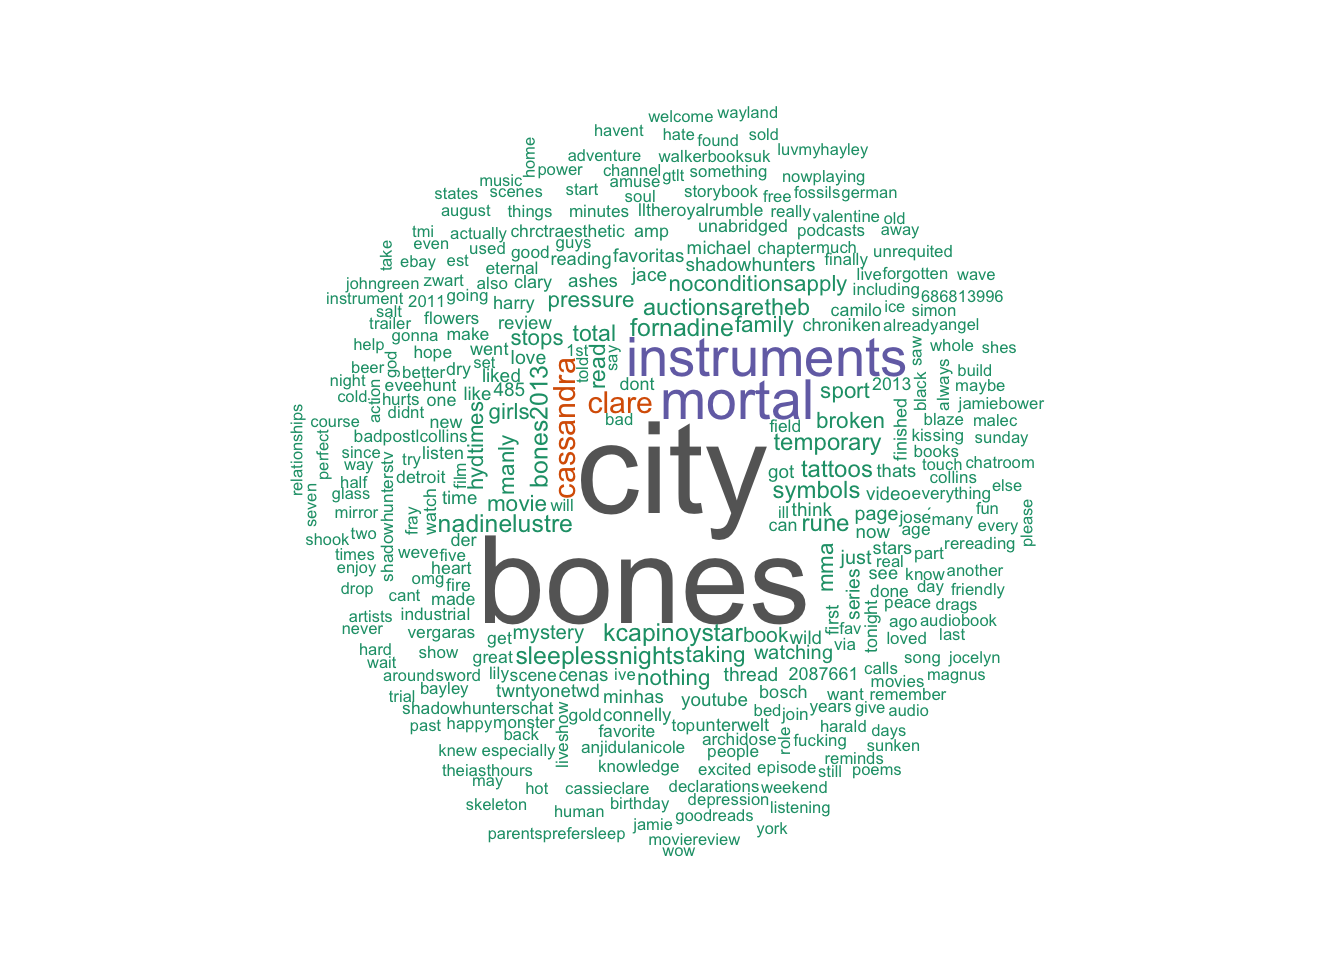 welcome wayland
havent hate found sold
home adventure walkerbooksuk luvmyhayley
power channel gtlt something
music scenes start amuse soul storybook free nowplaying fossils german
states
august things minutes lltheroyalrumble really valentine old
tmi actually chrctraesthetic amp unabridged podcasts away
take even used good guys michael chapter much unrequited
ebay est reading favoritas shadowhunters finally
johngreen zwart eternal also clary ashes jace noconditionsapply live forgotten wave
instrument 2011 going harry pressure auctionsaretheb including 686813996
salt flowers review fornadine family camilo ice simon
trailer gonna make stops total chroniken already angel
help hope went love 1st told read say instruments saw whole shes
beer god better dry set liked cassandra dont mortal sport 2013 black always build
night action eveehunt like 485 bones2013e clare maybe
cold hurts one girls bad broken finished blaze jamiebower
relationships course didnt new hydtimes manly field kissing malec
perfect badpostlcollins city temporary books sunday
since way try listen got tattoos thats touch chatroom
half detroit film collins
seven glass shadowhunterstv watch time movie will symbols video everything else
mirror fray nadinelustre ill think rune page josé many fun please
shook two der can now age every
times weve five bones mma just stars part rereading
enjoy omg heart real see know another
drop cant fire series done day friendly
artists industrial made first peace drags
never vergaras get mystery kcapinoystar book wild fav tonight ago audiobook
hard show great sleeplessnights taking watching via loved last
wait song jocelyn
around sword lily scene cenas ive nothing thread 2087661 calls magnus
trial bayley twntyonetwd minhas youtube bosch want movies remember
shadowhunterschat liveshow gold connelly bed join years give audio
past happy monster favorite topunterwelt role harald days
back archidose
knew especially anjidulanicole people fucking sunken
theiasthours knowledge excited episode still reminds poems
may hot cassieclare declarations weekend
skeleton human birthday depression listening
goodreads
parentsprefersleep jamie york
moviereview
wow